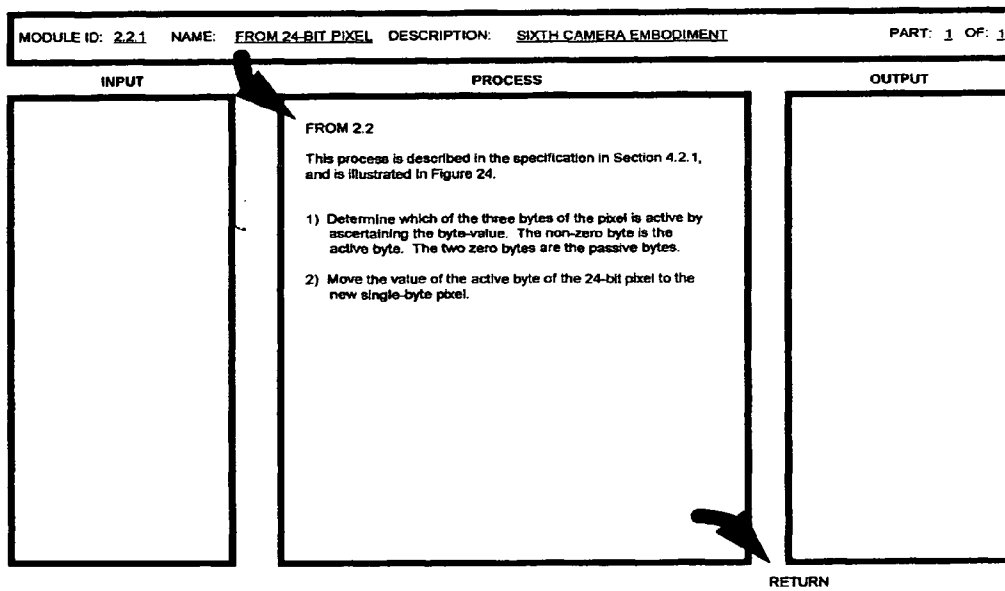 MODULE ID: 2.2.1 NAME: FROM 24-BIT PIXEL DESCRIPTION: SIXTH CAMERA EMBODIMENT PART: 1 OF: 1
INPUT PROCESS OUTPUT
FROM 2.2
This process is described in the specification in Section 4.2.1,
and is illustrated in Figure 24.
1) Determine which of the three bytes of the pixel is active by
ascertaining the byte-value. The non-zero byte is the
active byte. The two zero bytes are the passive bytes.
2) Move the value of the active byte of the 24-bit pixel to the
new single-byte pixel.
RETURN